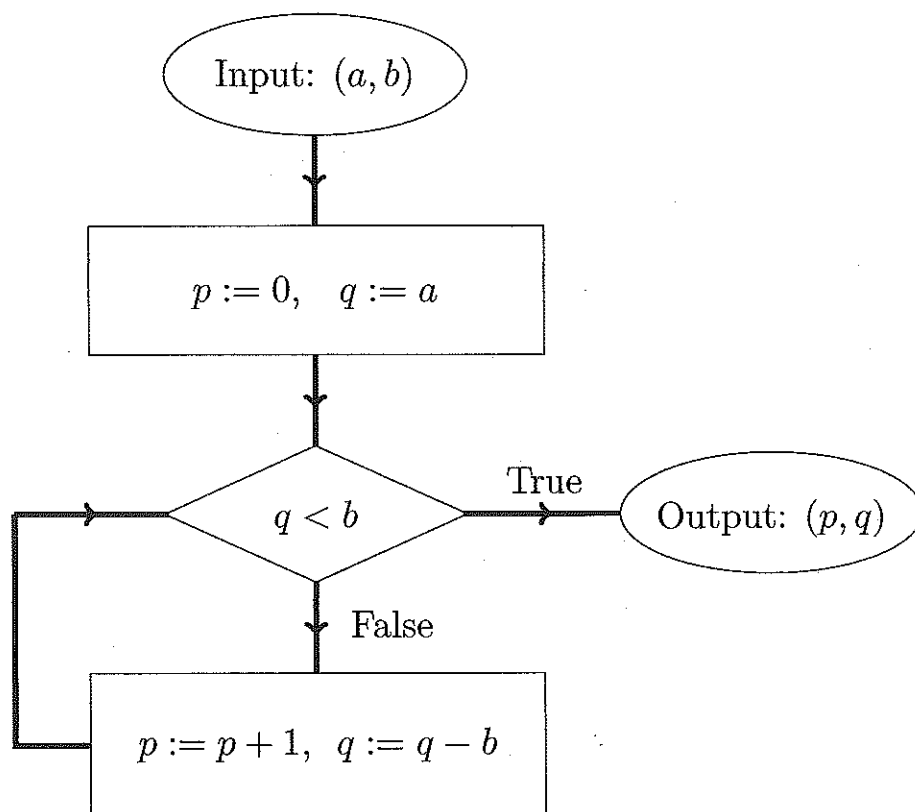 Input: (a, b)
p := 0, q := a
q < b
True
Output: (p, q)
False
p := p + 1, q := q − b